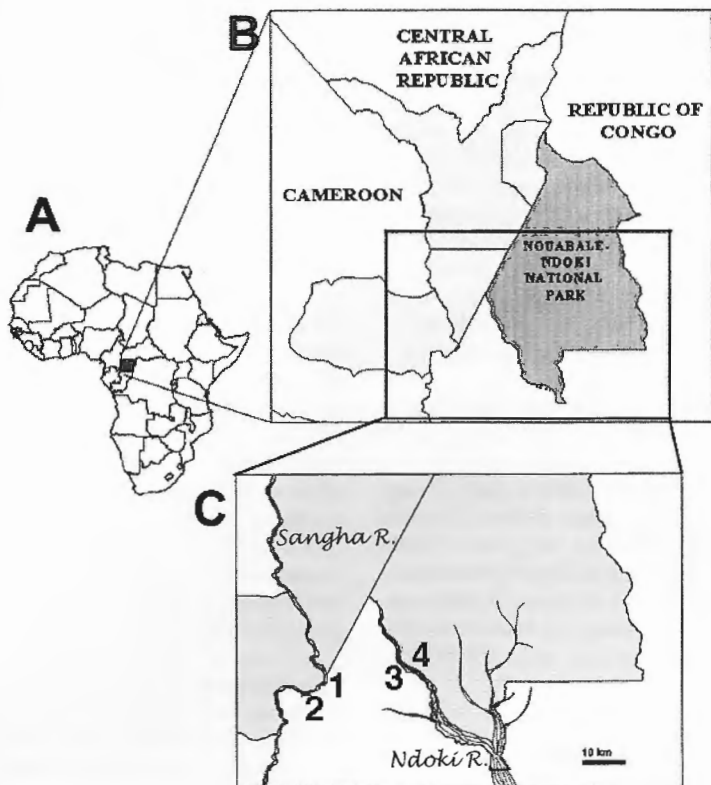 B
CENTRAL
AFRICAN
REPUBLIC
REPUBLIC OF
CONGO
CAMEROON
A
NOUABALE-
NDOKI
NATIONAL
PARK
C
Sangha R.
1
2
3
4
Ndoki R.
10 km